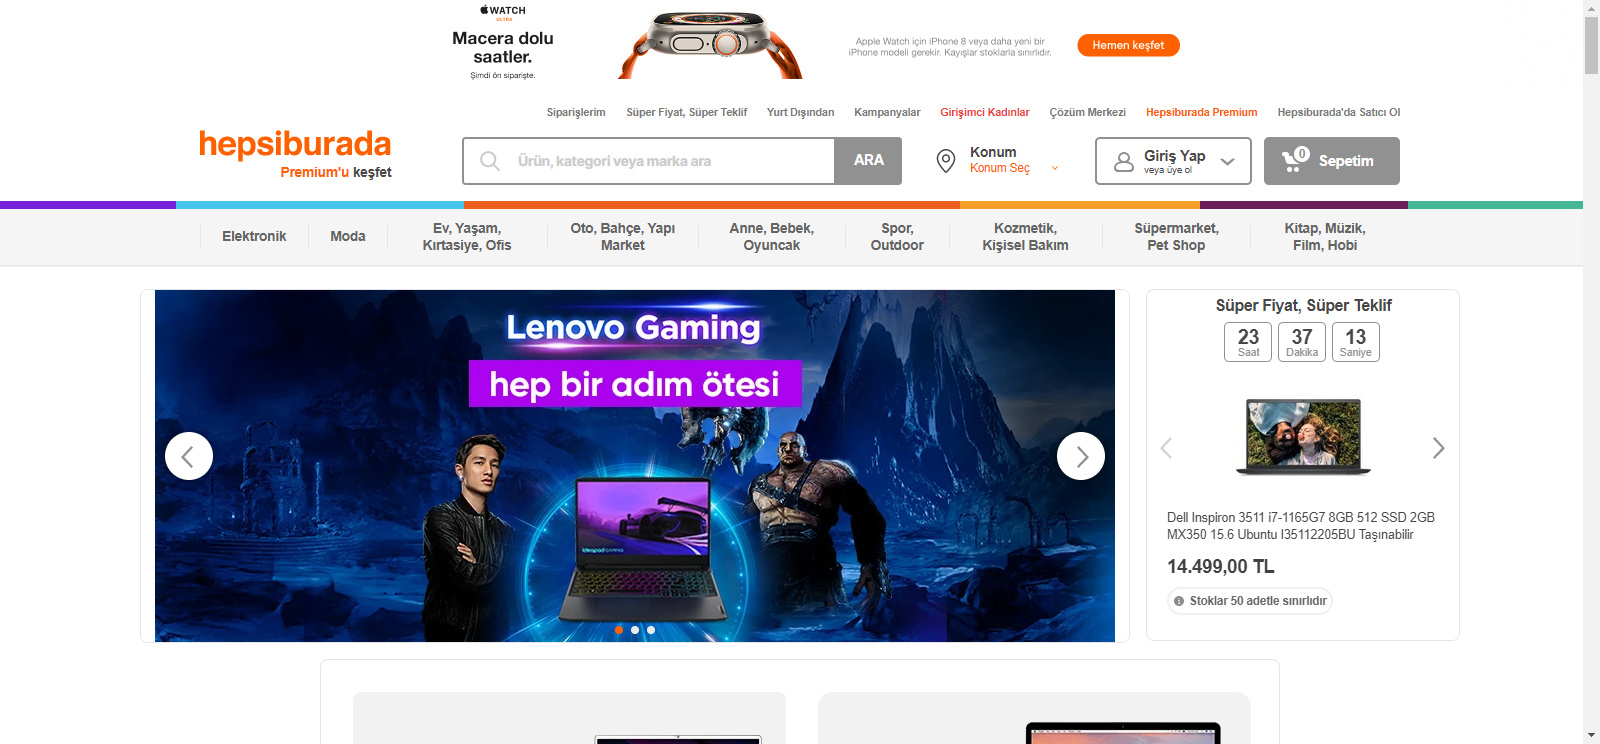 WATCH
ULTRA
Macera dolu
saatler.
Şimdi ön siparişte.
Apple Watch için iPhone 8 veya daha yeni bir
iPhone modeli gerekir. Kayışlar stoklarla sınırlıdır.
Hemen keşfet
Siparişlerim
Süper Fiyat, Süper Teklif
Yurt Dışından
Kampanyalar
Girişimci Kadınlar
Çözüm Merkezi
Hepsiburada Premium
Hepsiburada'da Satıcı Ol
hepsiburada
Premium'u keşfet
Ürün, kategori veya marka ara
ARA
Konum
Konum Seç
Giriş Yap
veya üye ol
0
Sepetim
Elektronik
Moda
Ev, Yaşam,
Kırtasiye, Ofis
Oto, Bahçe, Yapı
Market
Anne, Bebek,
Oyuncak
Spor,
Outdoor
Kozmetik,
Kişisel Bakım
Süpermarket,
Pet Shop
Kitap, Müzik,
Film, Hobi
Lenovo Gaming
hep bir adım ötesi
ideapad GAMING
Süper Fiyat, Süper Teklif
23
Saat
37
Dakika
13
Saniye
Dell Inspiron 3511 i7-1165G7 8GB 512 SSD 2GB
MX350 15.6 Ubuntu I35112205BU Taşınabilir
14.499,00 TL
Stoklar 50 adetle sınırlıdır